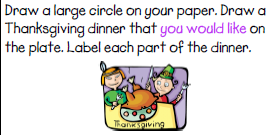 Draw a large circle on your paper. Draw a
Thanksgiving dinner that you would like on
the plate. Label each part of the dinner.
Thanksgiving